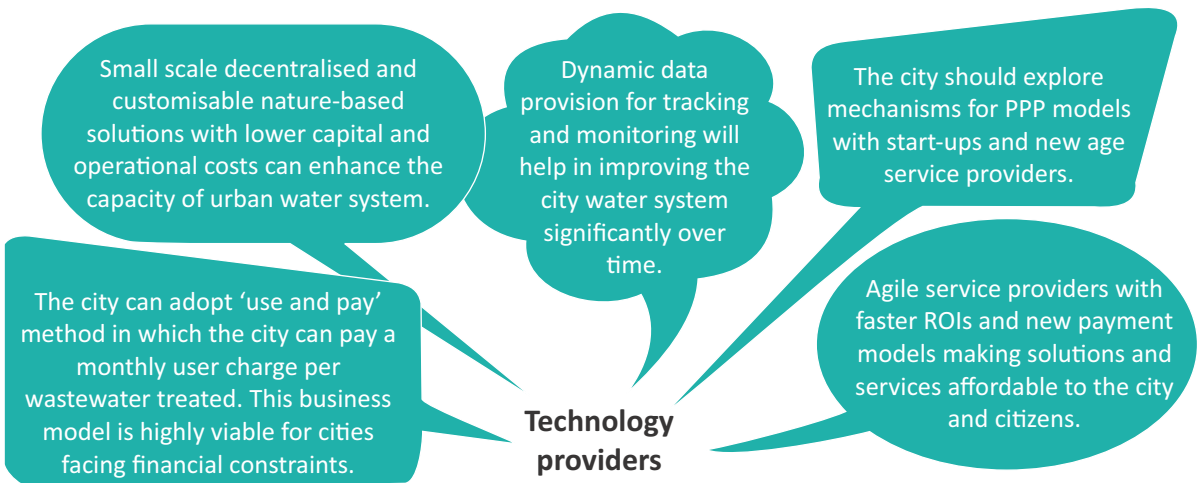 Small scale decentralised and
customisable nature-based
solutions with lower capital and
operational costs can enhance the
capacity of urban water system.
Dynamic data
provision for tracking
and monitoring will
help in improving the
city water system
significantly over
time.
The city should explore
mechanisms for PPP models
with start-ups and new age
service providers.
The city can adopt ‘use and pay’
method in which the city can pay a
monthly user charge per
wastewater treated. This business
model is highly viable for cities
facing financial constraints.
Agile service providers with
faster ROIs and new payment
models making solutions and
services affordable to the city
and citizens.
Technology
providers